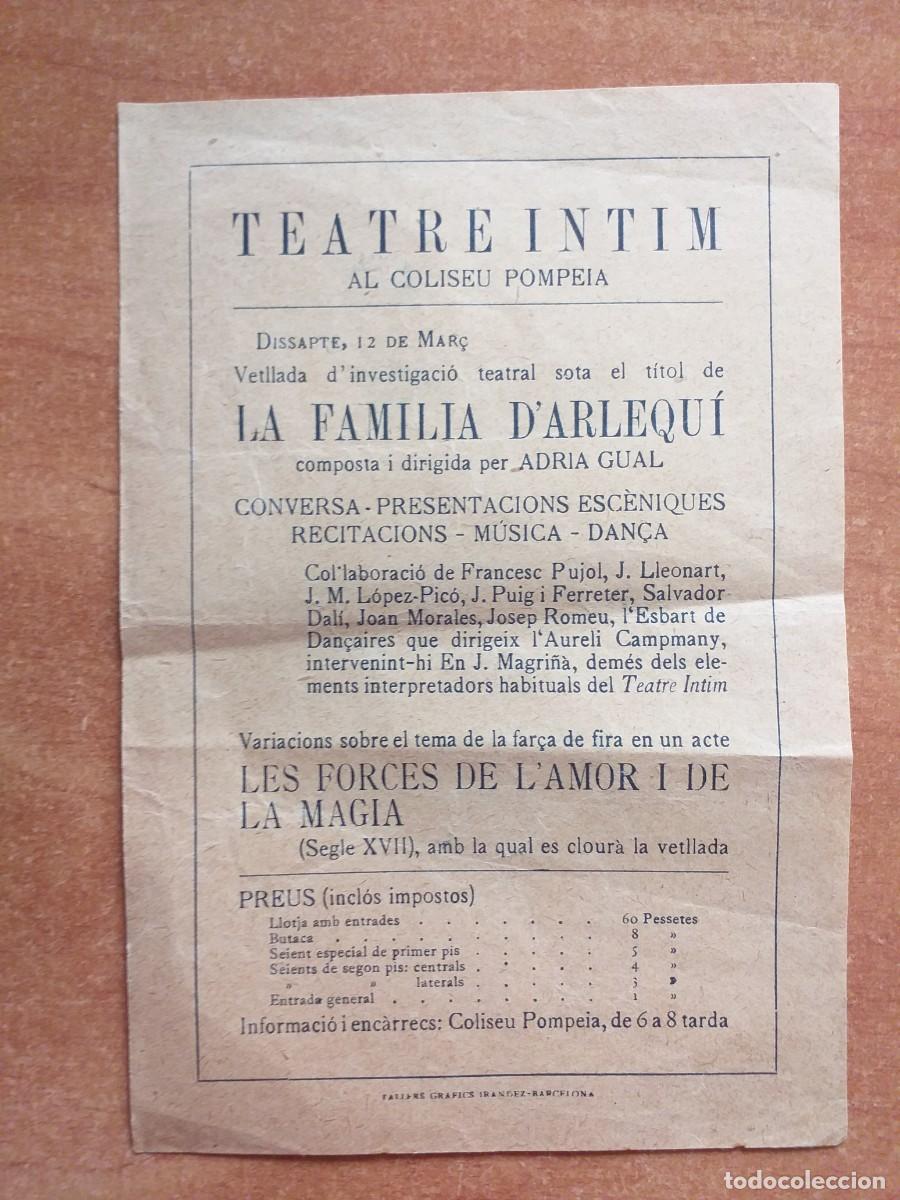 TEATRE INTIM
AL COLISEU POMPEIA
DISSAPTE, 12 DE MARÇ
Vetllada d'investigació teatral sota el títol de
LA FAMILIA D'ARLEQUÍ
composta i dirigida per ADRIA GUAL
CONVERSA - PRESENTACIONS ESCÈNIQUES
RECITACIONS - MÚSICA - DANÇA
Col·laboració de Francesc Pujol, J. Lleonart,
J. M. López-Picó, J. Puig i Ferreter, Salvador
Dalí, Joan Morales, Josep Romeu, l'Esbart de
Dançaires que dirigeix l'Aureli Campmany,
intervenint-hi En J. Magriñà, demés dels ele-
ments interpretadors habituals del Teatre Intim
Variacions sobre el tema de la farça de fira en un acte
LES FORCES DE L'AMOR I DE
LA MAGIA
(Segle XVII), amb la qual es clourà la vetllada
PREUS (inclós impostos)
Llotja amb entrades . . . . . . . 60 Pessetes
Butaca . . . . . . . . . . 8 »
Seient especial de primer pis . . . . . 5 »
Seients de segon pis: centrals . . . . . 4 »
» » laterals . . . . . 3 »
Entrada general . . . . . . . . 1 »
Informació i encàrrecs: Coliseu Pompeia, de 6 a 8 tarda
TALLERS GRAFICS IRANDEZ-BARCELONA
todocoleccion